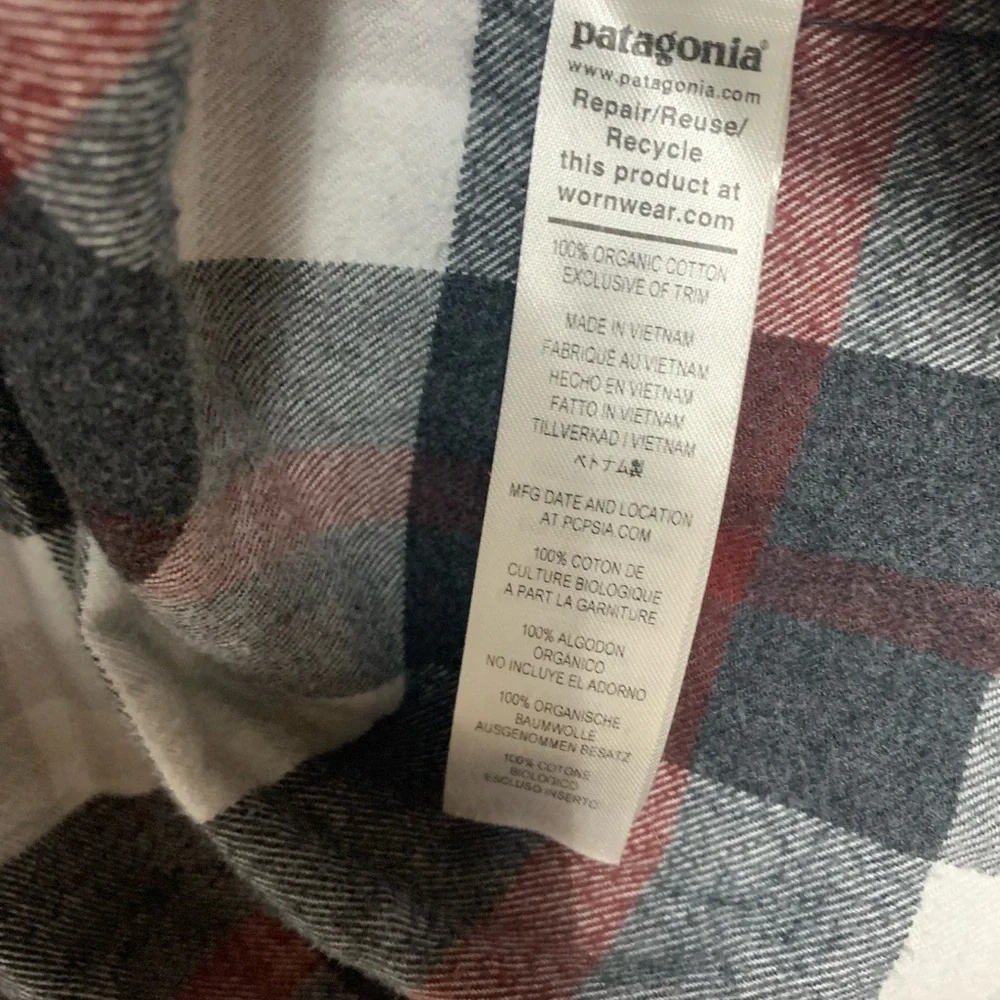 patagonia®
www.patagonia.com
Repair/Reuse/
Recycle
this product at
wornwear.com
100% ORGANIC COTTON
EXCLUSIVE OF TRIM
MADE IN VIETNAM
FABRIQUÉ AU VIETNAM
HECHO EN VIETNAM
FATTO IN VIETNAM
TILLVERKAD I VIETNAM
ベトナム製
MFG DATE AND LOCATION
AT PCPSIA.COM
100% COTON DE
CULTURE BIOLOGIQUE
A PART LA GARNITURE
100% ALGODON
ORGANICO
NO INCLUYE EL ADORNO
100% ORGANISCHE
BAUMWOLLE
AUSGENOMMEN BESATZ
100% COTONE
BIOLOGICO
ESCLUSO INSERTO